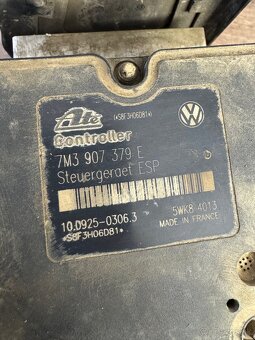 (*S8F3H06D81*)
Ate
Controller
7M3 907 379 E
Steuergeraet ESP
10.0925-0306.3
*S8F3H06D81*
5WK8 4013
MADE IN FRANCE